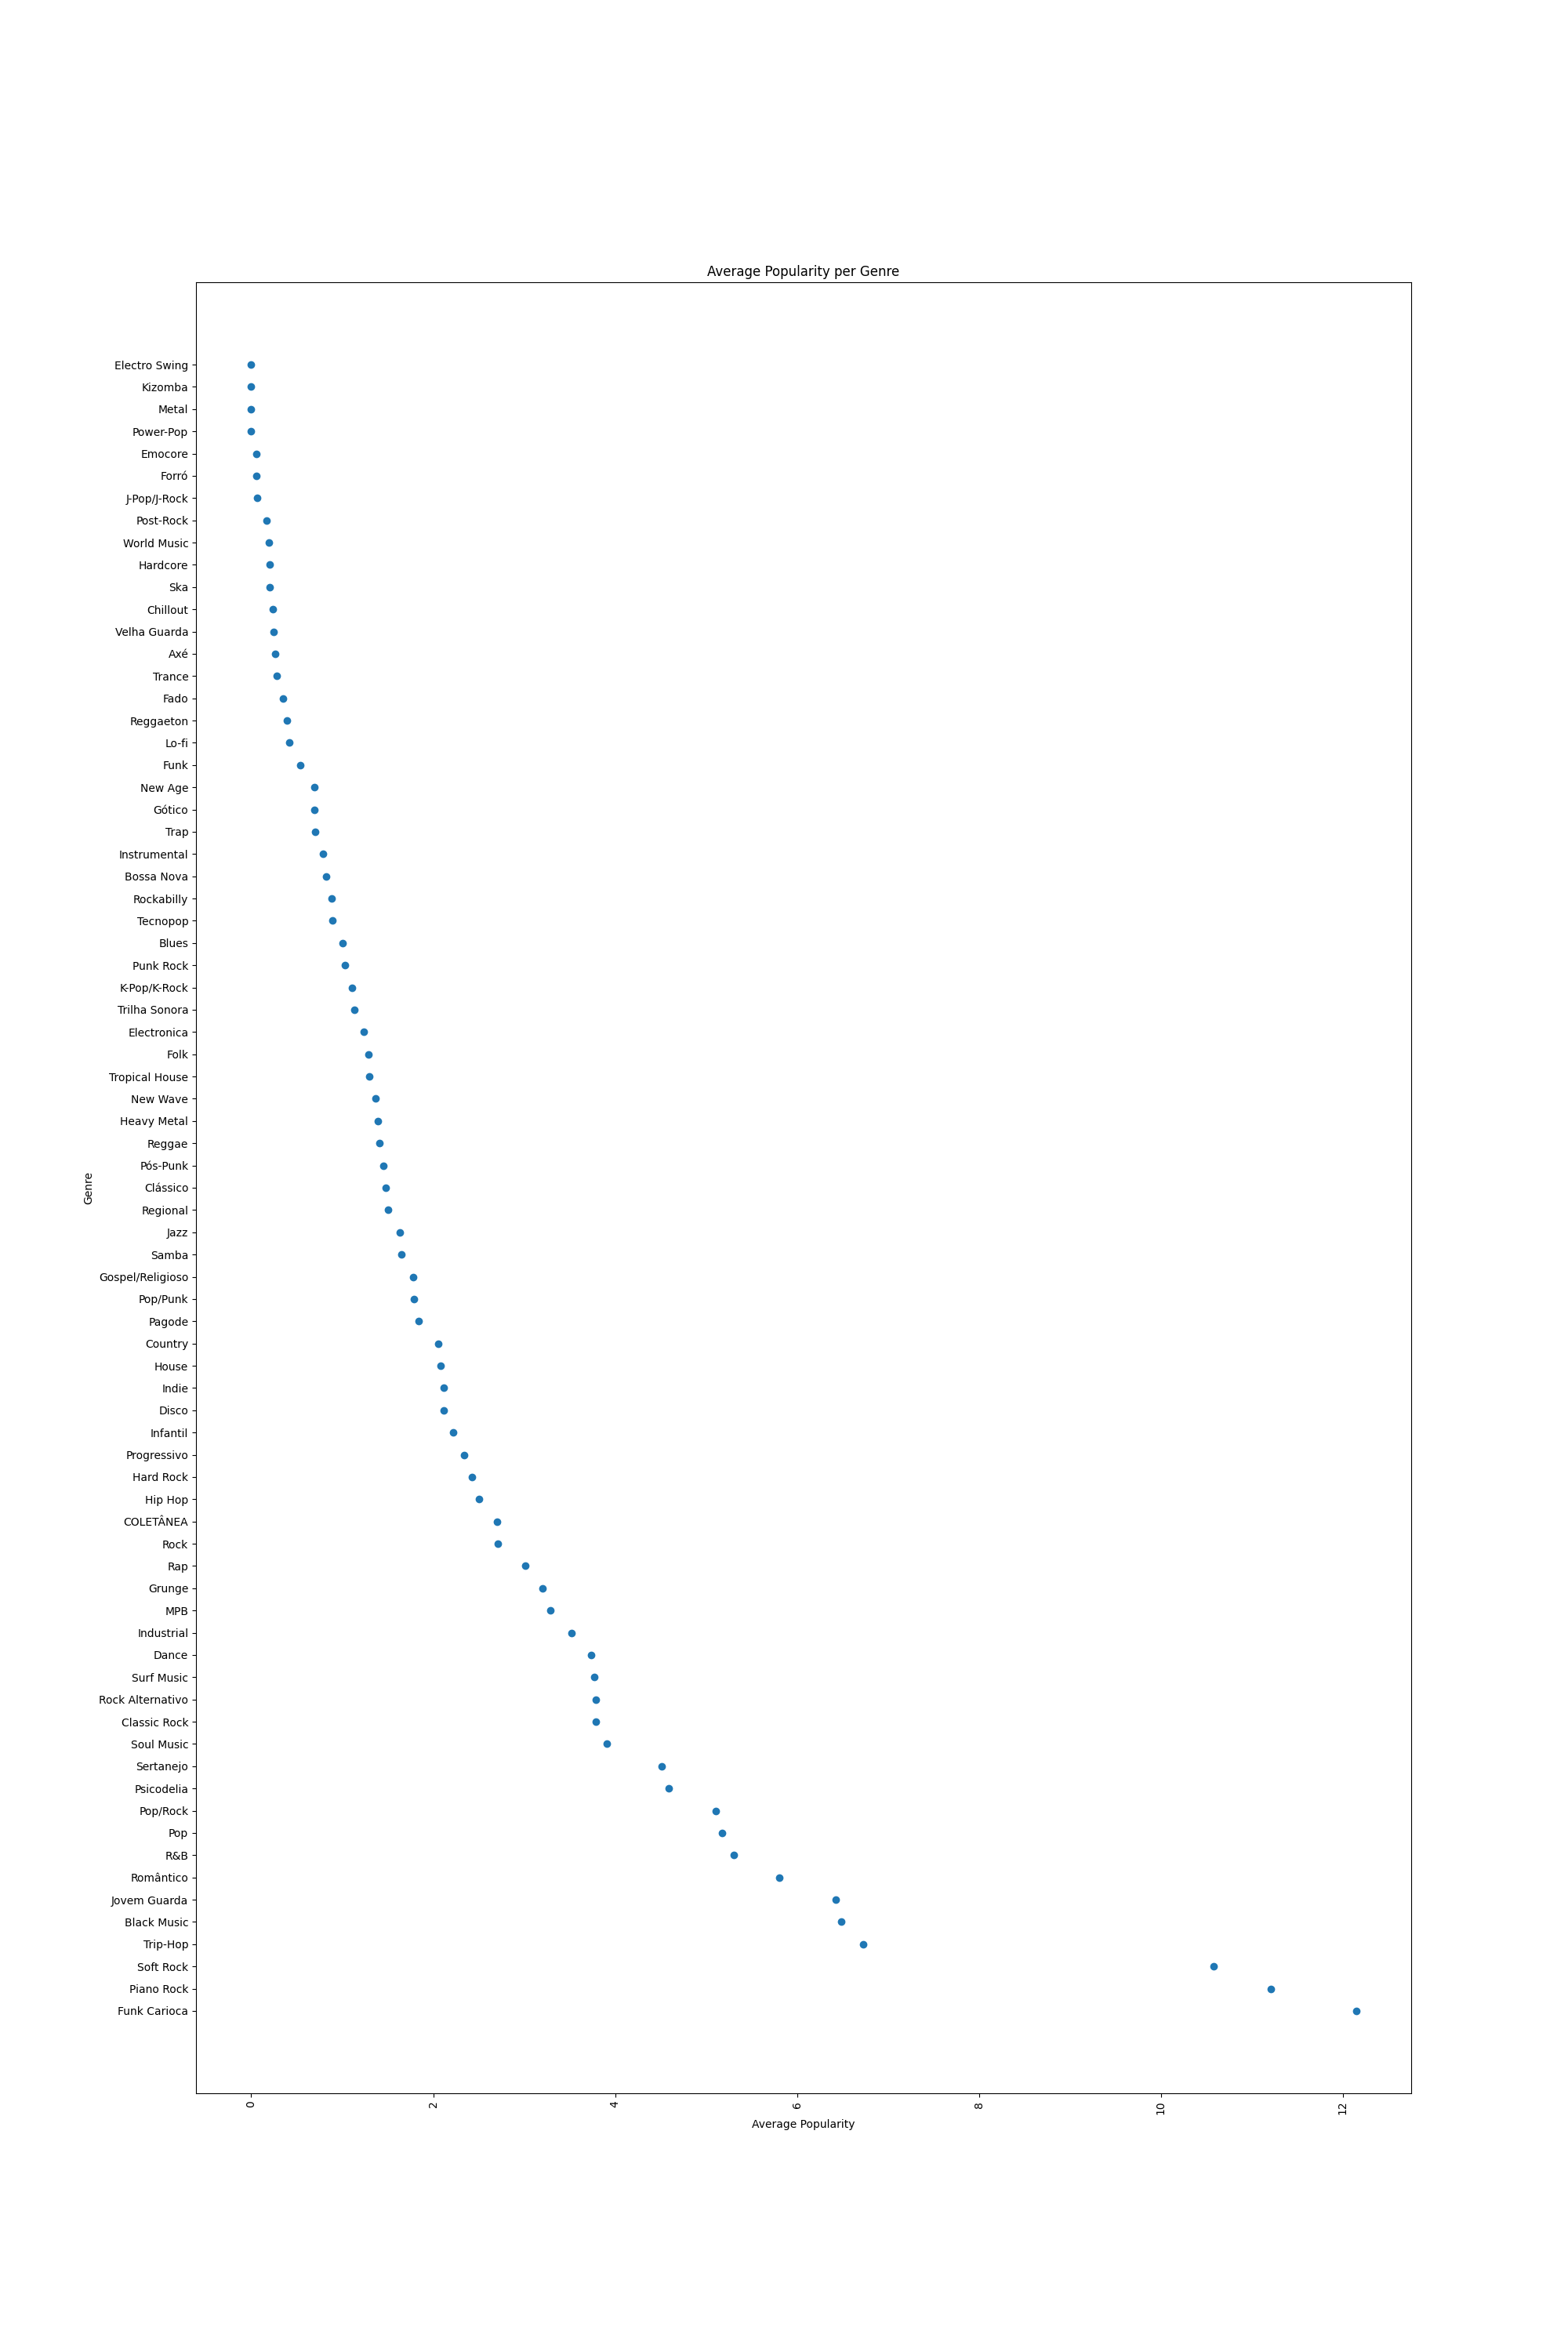 Average Popularity per Genre
Electro Swing
Kizomba
Metal
Power-Pop
Emocore
Forró
J-Pop/J-Rock
Post-Rock
World Music
Hardcore
Ska
Chillout
Velha Guarda
Axé
Trance
Fado
Reggaeton
Lo-fi
Funk
New Age
Gótico
Trap
Instrumental
Bossa Nova
Rockabilly
Tecnopop
Blues
Punk Rock
K-Pop/K-Rock
Trilha Sonora
Electronica
Folk
Tropical House
New Wave
Heavy Metal
Reggae
Pós-Punk
Clássico
Regional
Jazz
Samba
Gospel/Religioso
Pop/Punk
Pagode
Country
House
Indie
Disco
Infantil
Progressivo
Hard Rock
Hip Hop
COLETÂNEA
Rock
Rap
Grunge
MPB
Industrial
Dance
Surf Music
Rock Alternativo
Classic Rock
Soul Music
Sertanejo
Psicodelia
Pop/Rock
Pop
R&B
Romântico
Jovem Guarda
Black Music
Trip-Hop
Soft Rock
Piano Rock
Funk Carioca
Genre
0 2 4 6 8 10 12
Average Popularity